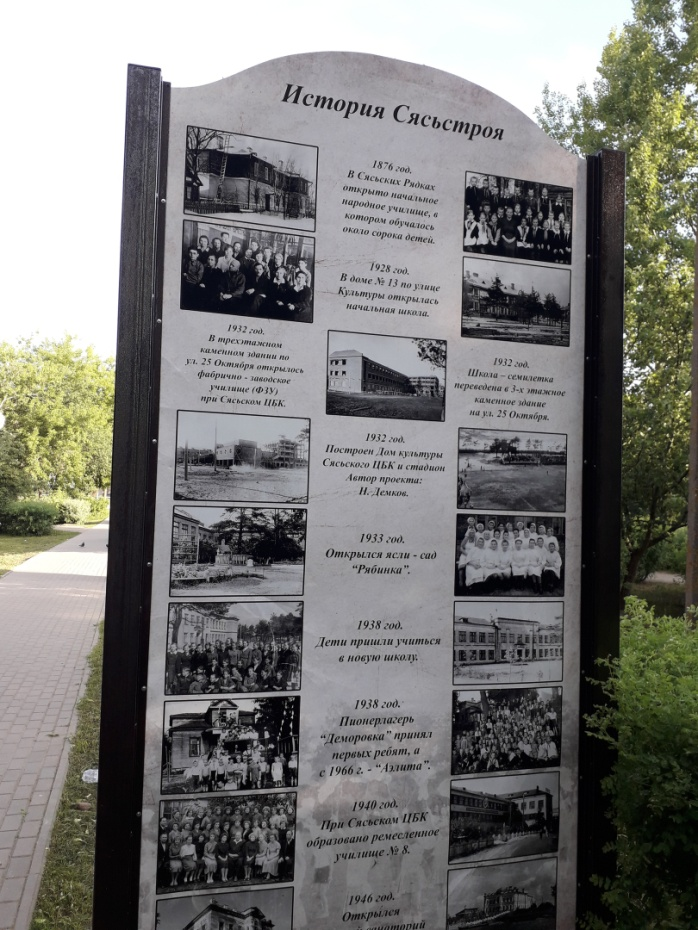 История Сясьстроя
1876 год.
В Сяських Рядках
открыто начальное
народное училище, в
котором обучалось
около сорока детей.
1928 год.
В доме № 13 по улице
Культуры открылась
начальная школа.
1932 год.
В трехэтажном
каменном здании по
ул. 25 Октября открылось
фабрично - заводское
училище (ФЗУ)
при Сясьском ЦБК.
1932 год.
Школа – семилетка
переведена в 3-х этажное
каменное здание
на ул. 25 Октября.
1932 год.
Построен Дом культуры
Сясьского ЦБК и стадион
Автор проекта:
Н. Демков.
1933 год.
Открылся ясли - сад
“Рябинка”.
1938 год.
Дети пришли учиться
в новую школу.
1938 год.
Пионерлагерь
“Деморовка” принял
первых ребят, а
с 1966 г. - “Аэлита”.
1940 год.
При Сясьском ЦБК
образовано ремесленное
училище № 8.
1946 год.
Открылся
санаторий